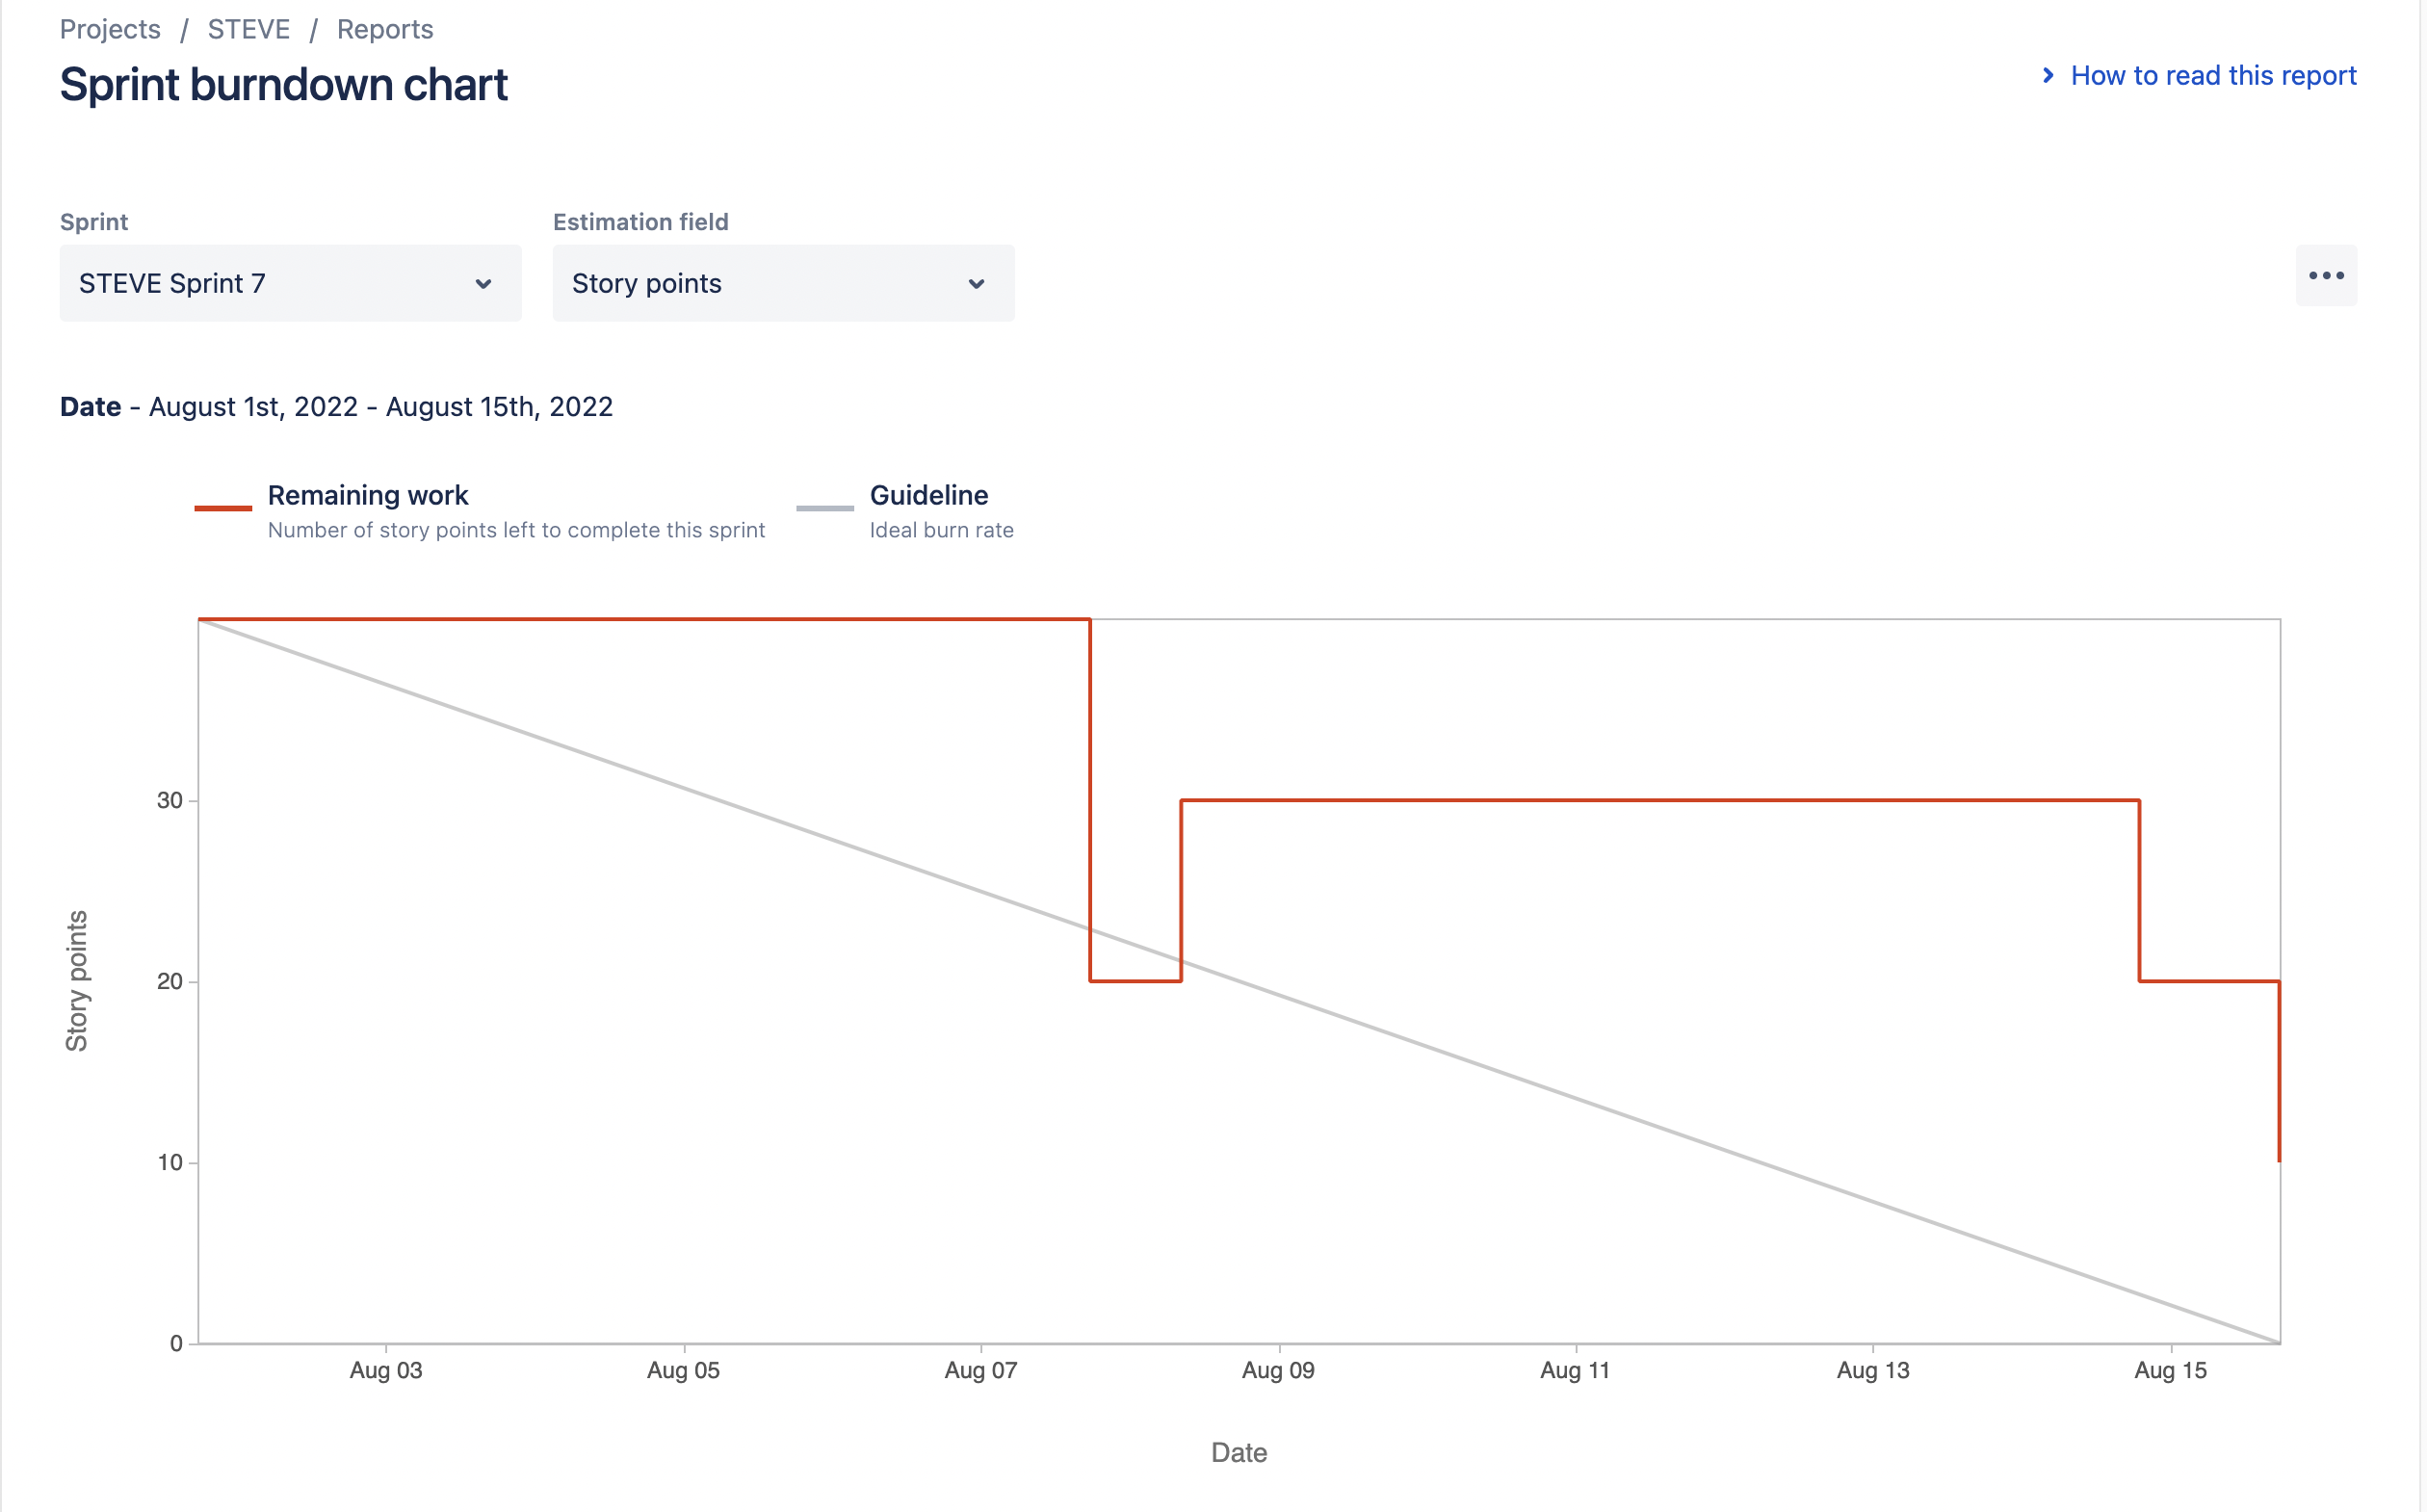 Projects / STEVE / Reports
Sprint burndown chart
How to read this report
Sprint
Estimation field
STEVE Sprint 7
Story points
Date - August 1st, 2022 - August 15th, 2022
Remaining work
Number of story points left to complete this sprint
Guideline
Ideal burn rate
Story points
30
20
10
0
Aug 03 Aug 05 Aug 07 Aug 09 Aug 11 Aug 13 Aug 15
Date